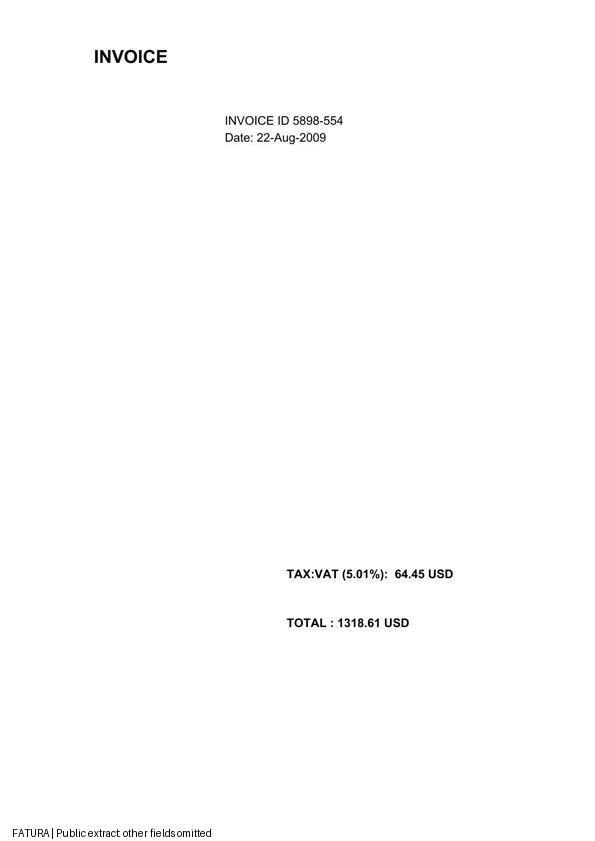 INVOICE
INVOICE ID 5898-554
Date: 22-Aug-2009
TAX:VAT (5.01%): 64.45 USD
TOTAL : 1318.61 USD
FATURA | Public extract: other fields omitted